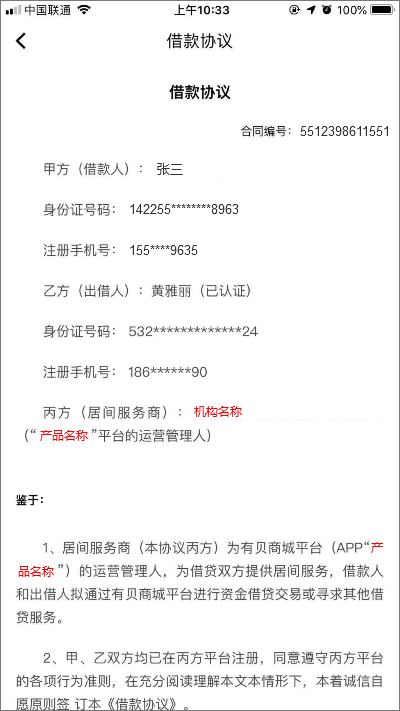 中国联通 上午10:33 100%
借款协议
借款协议
合同编号：5512398611551
甲方（借款人）： 张三
身份证号码： 142255********8963
注册手机号： 155****9635
乙方（出借人）：黄雅丽（已认证）
身份证号码： 532*************24
注册手机号： 186******90
丙方（居间服务商）： 机构名称
（“ 产品名称 ”平台的运营管理人）
鉴于：
1、居间服务商（本协议丙方）为有贝商城平台（APP“产
品名称 ”）的运营管理人，为借贷双方提供居间服务，借款人
和出借人拟通过有贝商城平台进行资金借贷交易或寻求其他借
贷服务。
2、甲、乙双方均已在丙方平台注册，同意遵守丙方平台
的各项行为准则，在充分阅读理解本文本情形下，本着诚信自
愿原则签 订本《借款协议》。